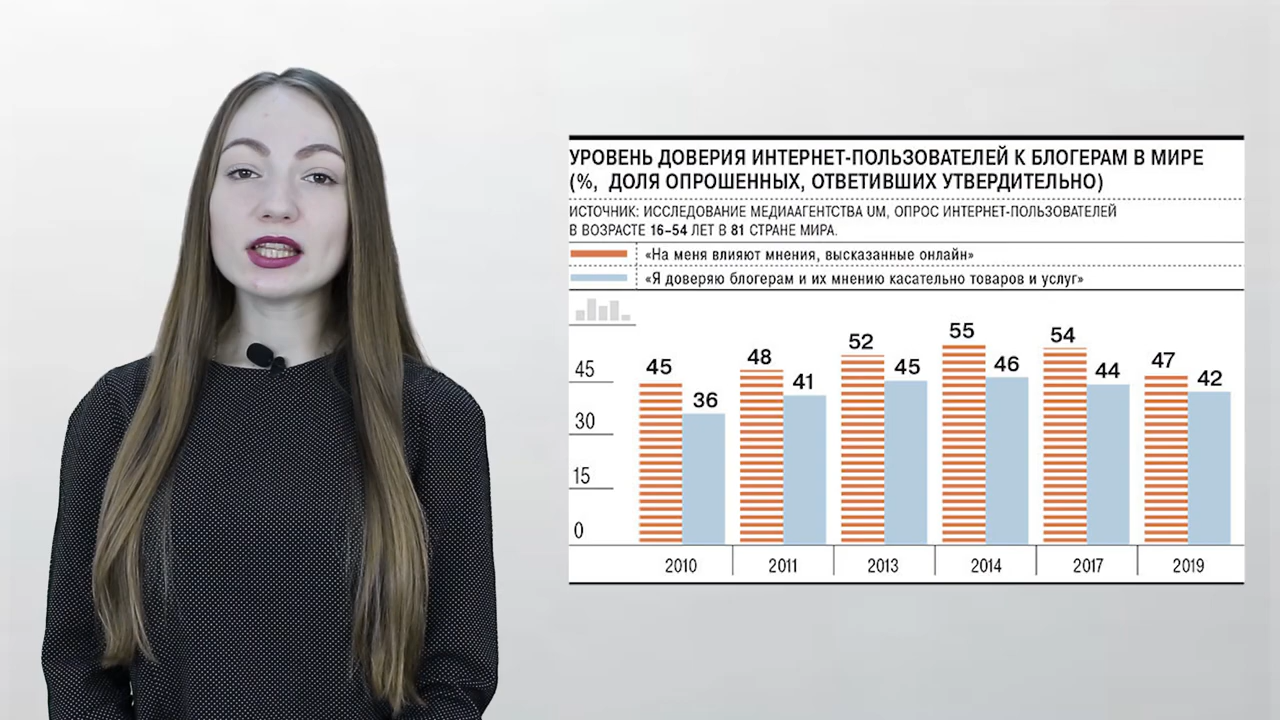 УРОВЕНЬ ДОВЕРИЯ ИНТЕРНЕТ-ПОЛЬЗОВАТЕЛЕЙ К БЛОГЕРАМ В МИРЕ
(%, ДОЛЯ ОПРОШЕННЫХ, ОТВЕТИВШИХ УТВЕРДИТЕЛЬНО)
ИСТОЧНИК: ИССЛЕДОВАНИЕ МЕДИААГЕНТСТВА UM, ОПРОС ИНТЕРНЕТ-ПОЛЬЗОВАТЕЛЕЙ
В ВОЗРАСТЕ 16–54 ЛЕТ В 81 СТРАНЕ МИРА.
«На меня влияют мнения, высказанные онлайн»
«Я доверяю блогерам и их мнению касательно товаров и услуг»
45 36 48 41 52 45 55 46 54 44 47 42
45
30
15
0
2010 2011 2013 2014 2017 2019